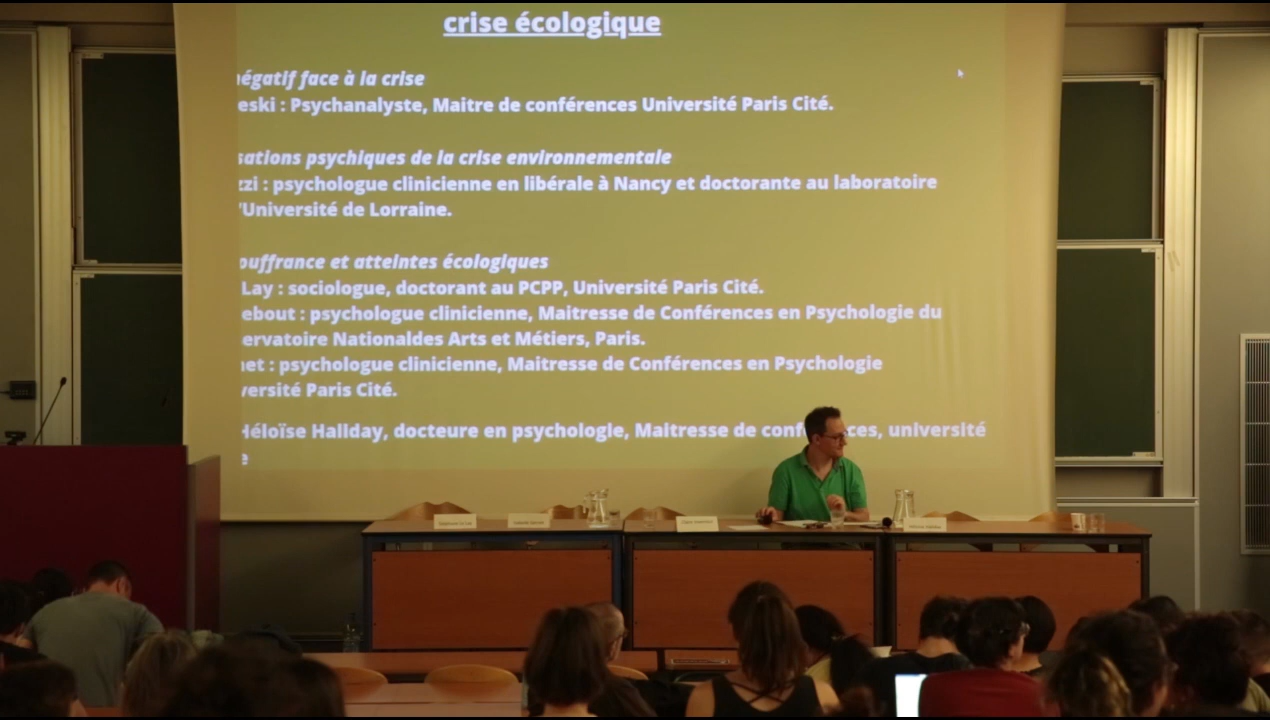 crise écologique
négatif face à la crise
eski : Psychanalyste, Maitre de conférences Université Paris Cité.
sations psychiques de la crise environnementale
zzi : psychologue clinicienne en libérale à Nancy et doctorante au laboratoire
'Université de Lorraine.
ouffrance et atteintes écologiques
Lay : sociologue, doctorant au PCPP, Université Paris Cité.
ebout : psychologue clinicienne, Maitresse de Conférences en Psychologie du
ervatoire Nationaldes Arts et Métiers, Paris.
net : psychologue clinicienne, Maitresse de Conférences en Psychologie
versité Paris Cité.
Héloïse Haliday, docteure en psychologie, Maitresse de conf ces, université
e